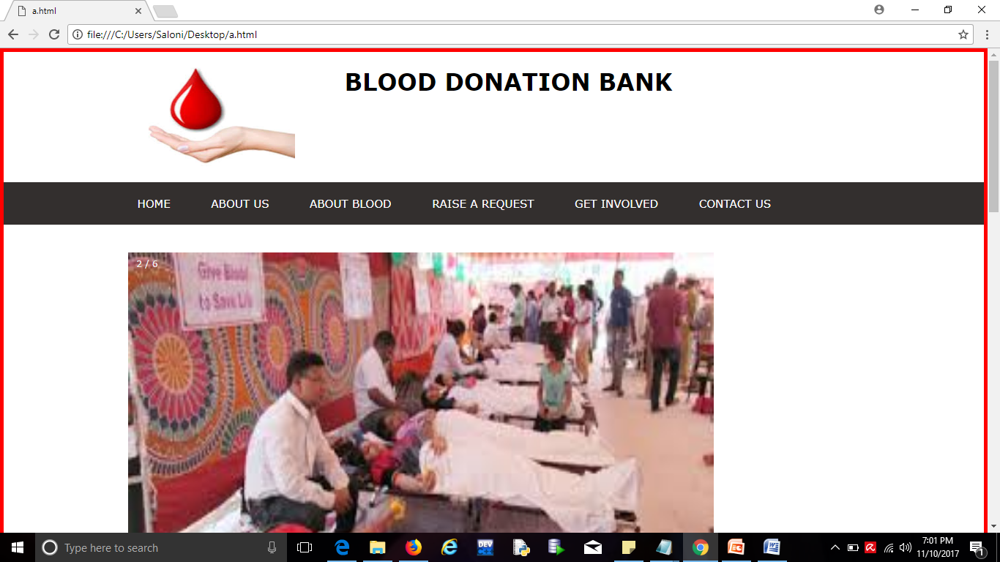 a.html
file:///C:/Users/Saloni/Desktop/a.html
BLOOD DONATION BANK
HOME ABOUT US ABOUT BLOOD RAISE A REQUEST GET INVOLVED CONTACT US
2 / 6
Give Blood
to Save Life
Type here to search
DEV
EC
W
7:01 PM
11/10/2017
1